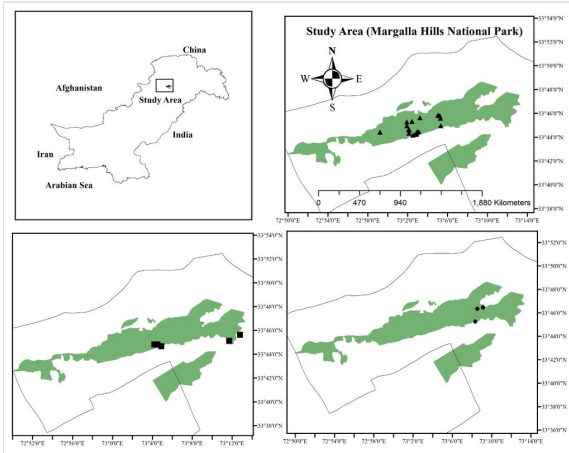 China
Afghanistan
Study Area
India
Iran
Arabian Sea
Study Area (Margalla Hills National Park)
N
W
E
S
0
470
940
1,880 Kilometers
33°54'0"N
33°52'0"N
33°50'0"N
33°48'0"N
33°46'0"N
33°44'0"N
33°42'0"N
33°40'0"N
33°38'0"N
72°50'0"E
72°54'0"E
72°58'0"E
73°2'0"E
73°6'0"E
73°10'0"E
73°14'0"E
33°54'0"N
33°52'0"N
33°50'0"N
33°48'0"N
33°46'0"N
33°44'0"N
33°42'0"N
33°40'0"N
33°38'0"N
72°52'0"E
72°56'0"E
73°0'0"E
73°4'0"E
73°8'0"E
73°12'0"E
33°52'0"N
33°50'0"N
33°48'0"N
33°46'0"N
33°44'0"N
33°42'0"N
33°40'0"N
33°38'0"N
33°36'0"N
72°50'0"E
72°54'0"E
72°58'0"E
73°2'0"E
73°6'0"E
73°10'0"E
73°14'0"E